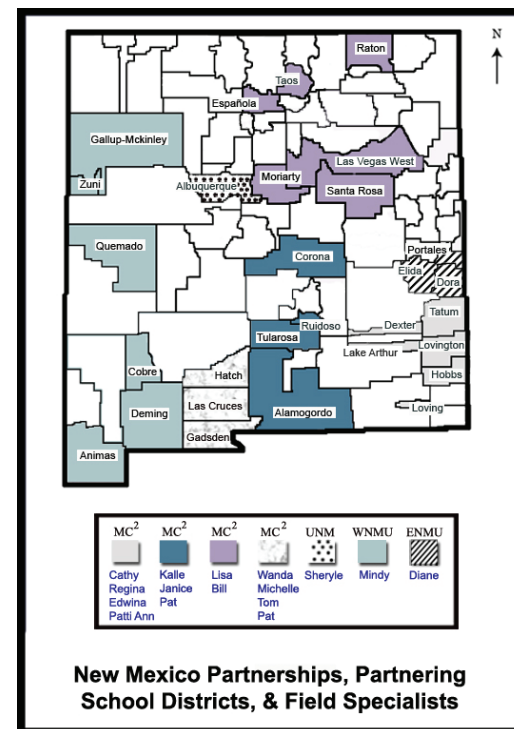 N
Raton
Taos
Española
Gallup-Mckinley
Las Vegas West
Moriarty
Zuni
Albuquerque
Santa Rosa
Quemado
Portales
Corona
Elida
Dora
Tatum
Ruidoso
Dexter
Tularosa
Lovington
Lake Arthur
Cobre
Hatch
Hobbs
Las Cruces
Loving
Deming
Alamogordo
Gadsden
Animas
MC² MC² MC² MC² UNM WNMU ENMU
Cathy Kalle Lisa Wanda Sheryle Mindy Diane
Regina Janice Bill Michelle
Edwina Pat Tom
Patti Ann Pat
New Mexico Partnerships, Partnering
School Districts, & Field Specialists